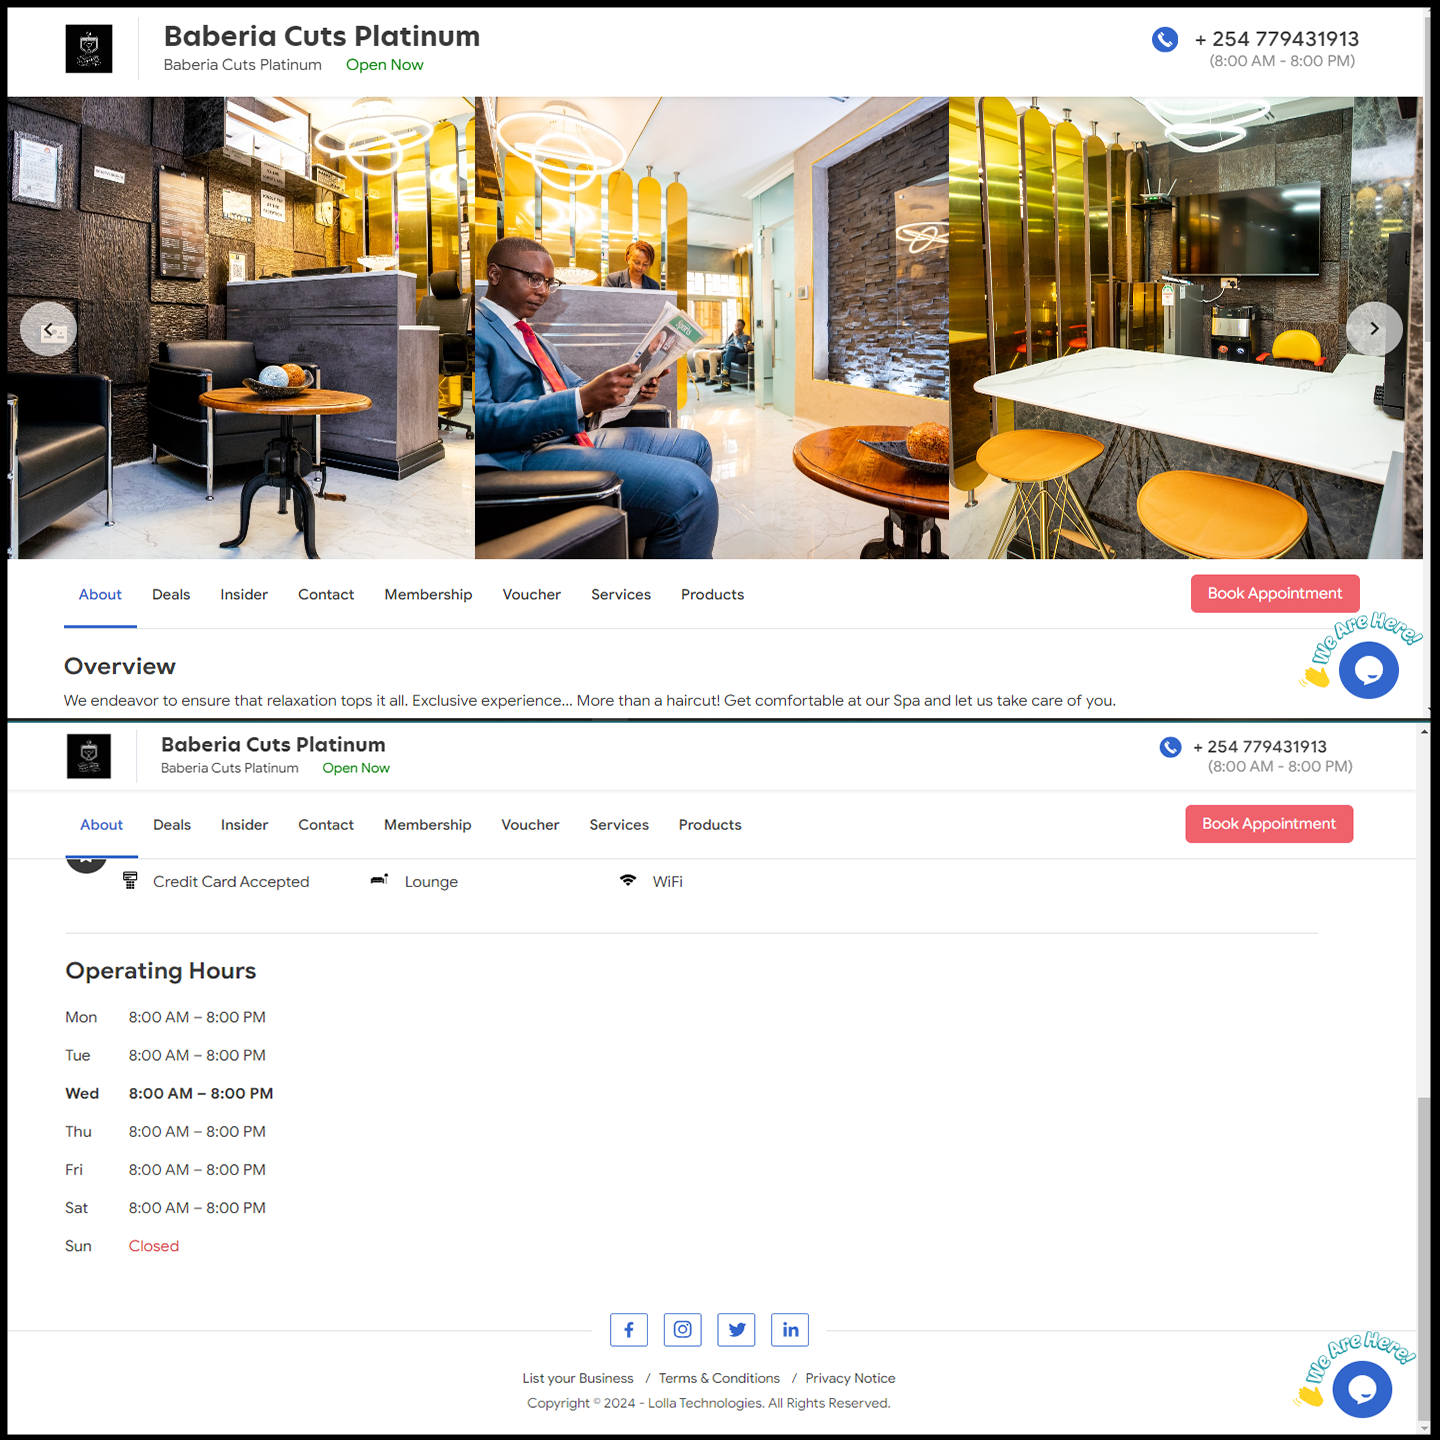 Baberia Cuts Platinum
Baberia Cuts Platinum Open Now
+ 254 779431913
(8:00 AM - 8:00 PM)
Sports
About Deals Insider Contact Membership Voucher Services Products
Book Appointment
We Are Here!
Overview
We endeavor to ensure that relaxation tops it all. Exclusive experience... More than a haircut! Get comfortable at our Spa and let us take care of you.
Baberia Cuts Platinum
Baberia Cuts Platinum Open Now
+ 254 779431913
(8:00 AM - 8:00 PM)
About Deals Insider Contact Membership Voucher Services Products
Book Appointment
Credit Card Accepted Lounge WiFi
Operating Hours
Mon 8:00 AM – 8:00 PM
Tue 8:00 AM – 8:00 PM
Wed 8:00 AM – 8:00 PM
Thu 8:00 AM – 8:00 PM
Fri 8:00 AM – 8:00 PM
Sat 8:00 AM – 8:00 PM
Sun Closed
List your Business / Terms & Conditions / Privacy Notice
Copyright © 2024 - Lolla Technologies. All Rights Reserved.
We Are Here!